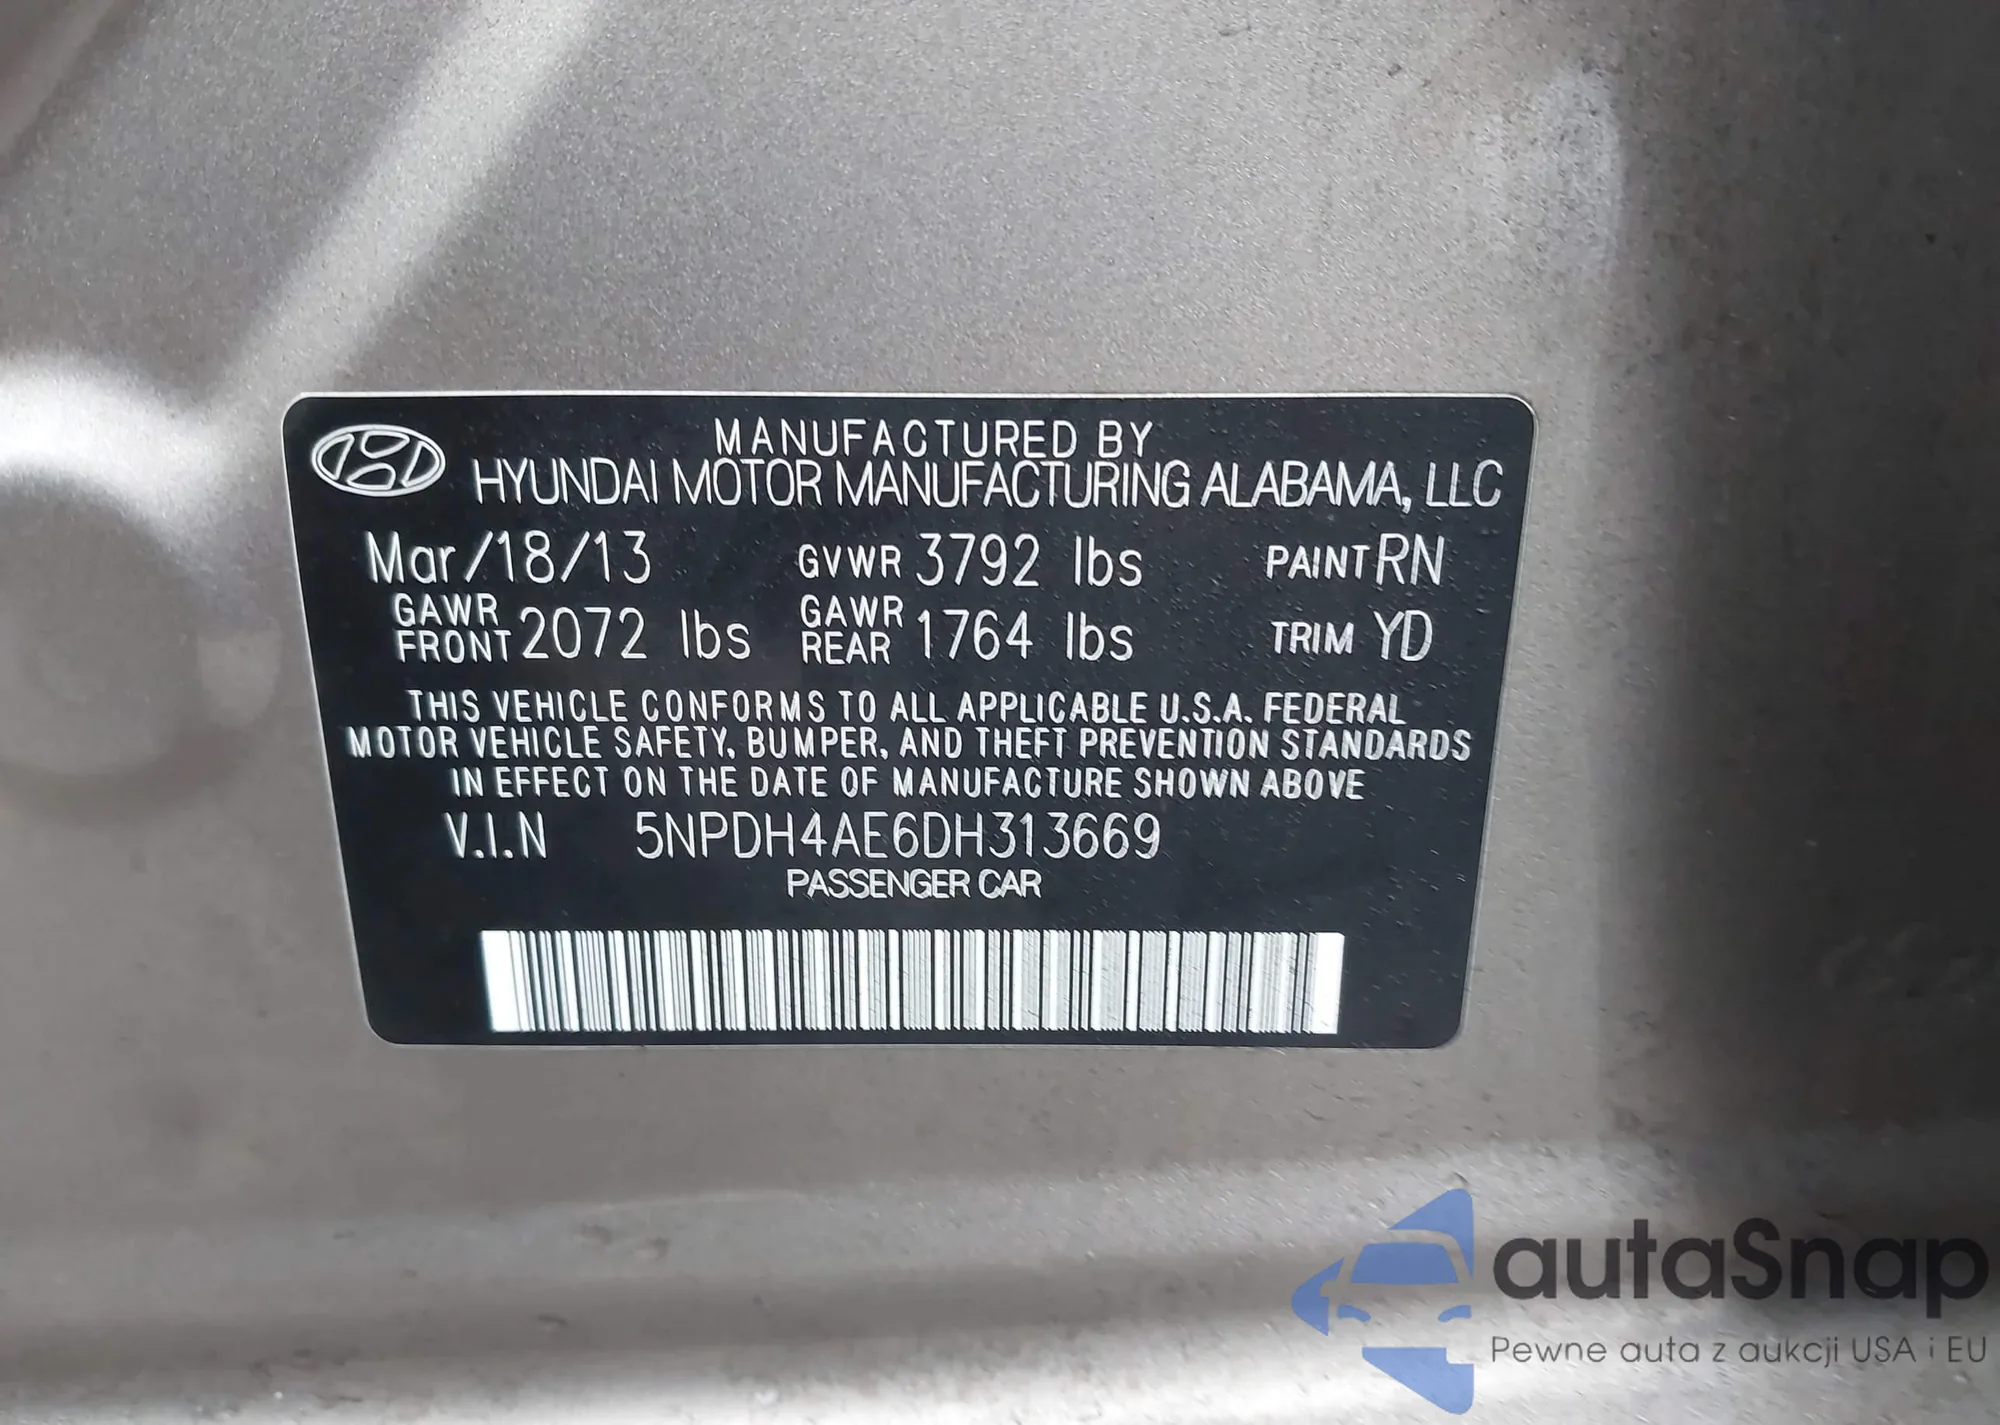 MANUFACTURED BY
HYUNDAI MOTOR MANUFACTURING ALABAMA, LLC
Mar/18/13 GVWR 3792 lbs PAINT RN
GAWR FRONT 2072 lbs GAWR REAR 1764 lbs TRIM YD
THIS VEHICLE CONFORMS TO ALL APPLICABLE U.S.A. FEDERAL
MOTOR VEHICLE SAFETY, BUMPER, AND THEFT PREVENTION STANDARDS
IN EFFECT ON THE DATE OF MANUFACTURE SHOWN ABOVE
V.I.N 5NPDH4AE6DH313669
PASSENGER CAR
autaSnap
Pewne auta z aukcji USA i EU